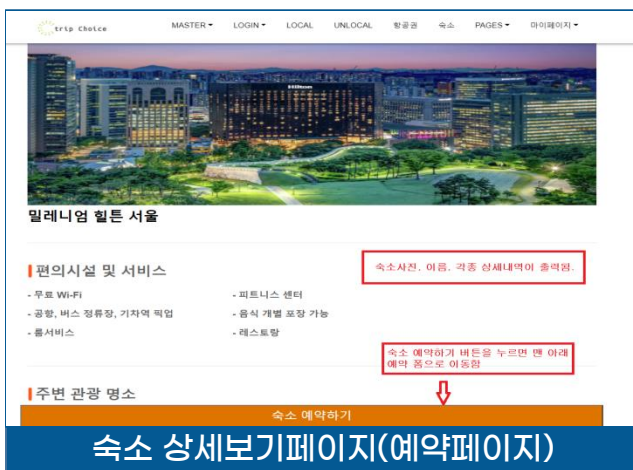 trip Choice MASTER LOGIN LOCAL UNLOCAL 항공권 숙소 PAGES 마이페이지
Hilton
밀레니엄 힐튼 서울
편의시설 및 서비스
숙소사진, 이름, 각종 상세내역이 출력됨.
- 무료 Wi-Fi - 피트니스 센터
- 공항, 버스 정류장, 기차역 픽업 - 음식 개별 포장 가능
- 룸서비스 - 레스토랑
숙소 예약하기 버튼을 누르면 맨 아래
예약 폼으로 이동함
주변 관광 명소
숙소 예약하기
숙소 상세보기페이지(예약페이지)